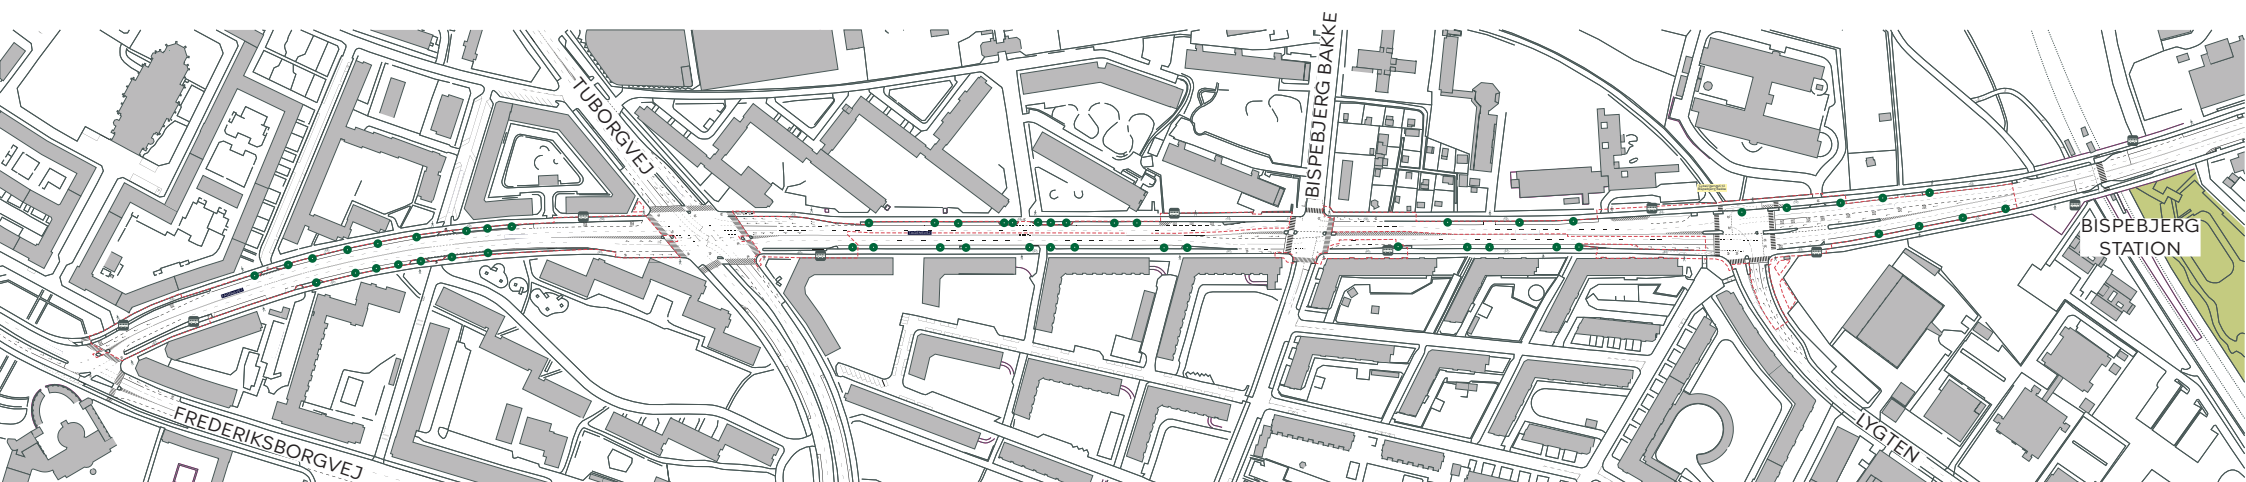 TUBORGVEJ
BISPEBJERG BAKKE
FREDERIKSBORGVEJ
LYGTEN
BISPEBJERG
STATION